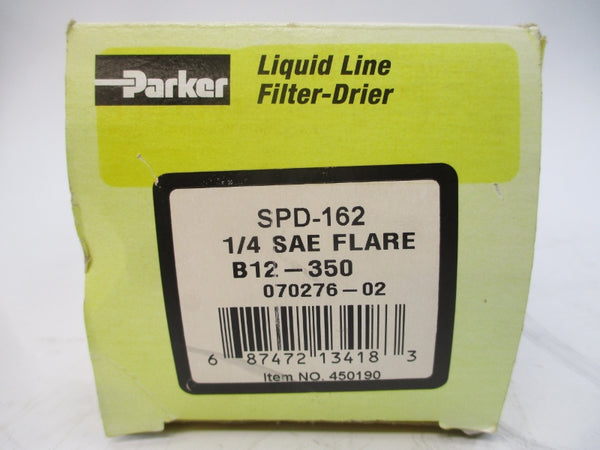 Parker
Liquid Line
Filter-Drier
SPD-162
1/4 SAE FLARE
B12-350
070276-02
6 87472 13418 3
Item NO. 450190